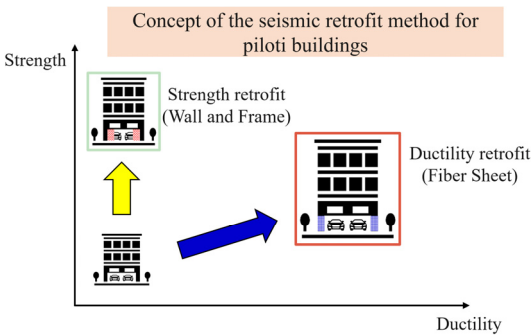 Concept of the seismic retrofit method for
piloti buildings
Strength
Strength retrofit
(Wall and Frame)
Ductility retrofit
(Fiber Sheet)
Ductility